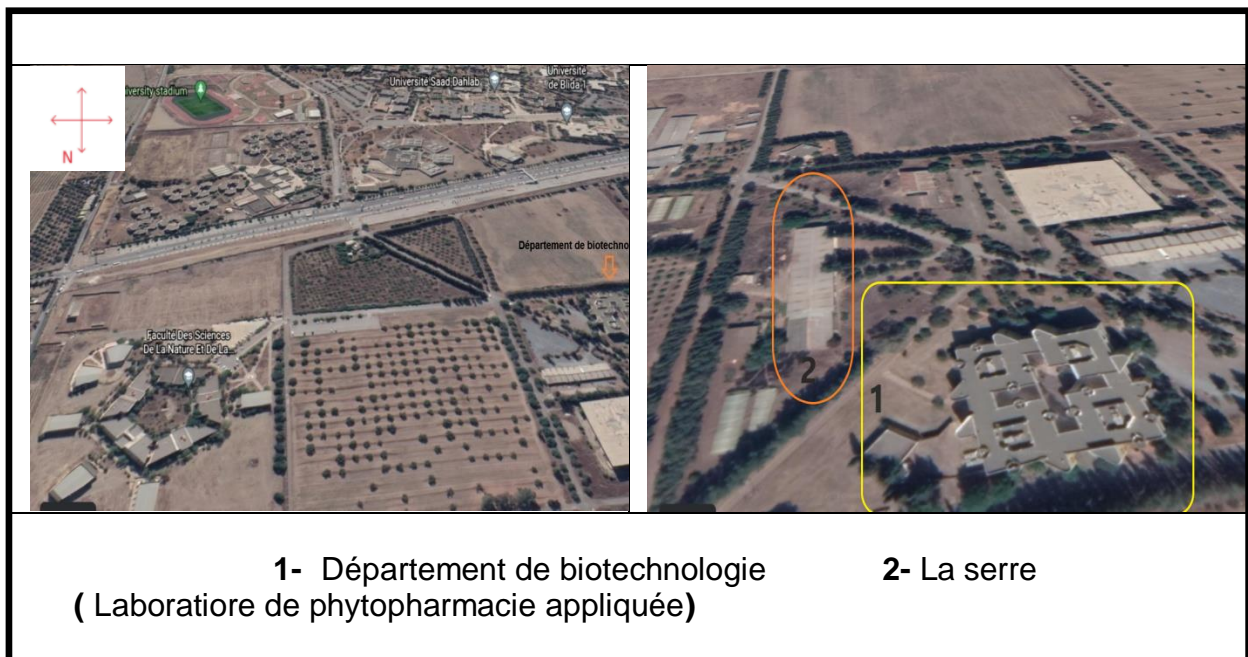 N
iversity stadium
Université Saad Dahlab
Université
de Blida 1
Département de biotechno
Faculté Des Sciences
De La Nature Et De La...
2
1
1- Département de biotechnologie 2- La serre
( Laboratiore de phytopharmacie appliquée)